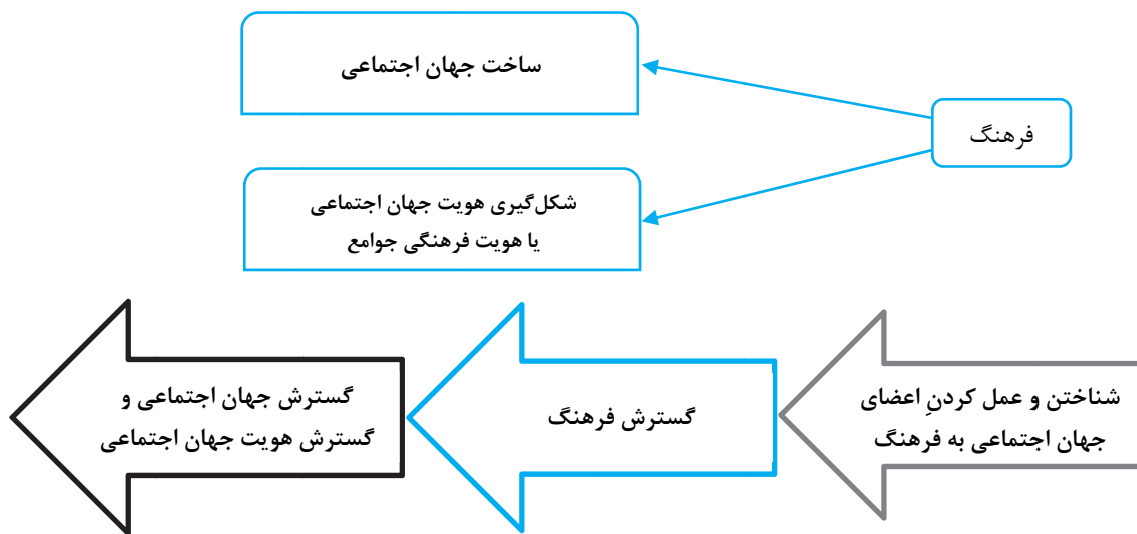 ساخت جهان اجتماعی
فرهنگ
شکل‌گیری هویت جهان اجتماعی
یا هویت فرهنگی جوامع
شناختن و عمل کردنِ اعضای
جهان اجتماعی به فرهنگ
گسترش فرهنگ
گسترش جهان اجتماعی و
گسترش هویت جهان اجتماعی